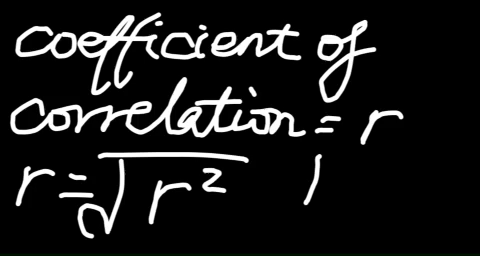 coefficient of
correlation = r
r = √r²